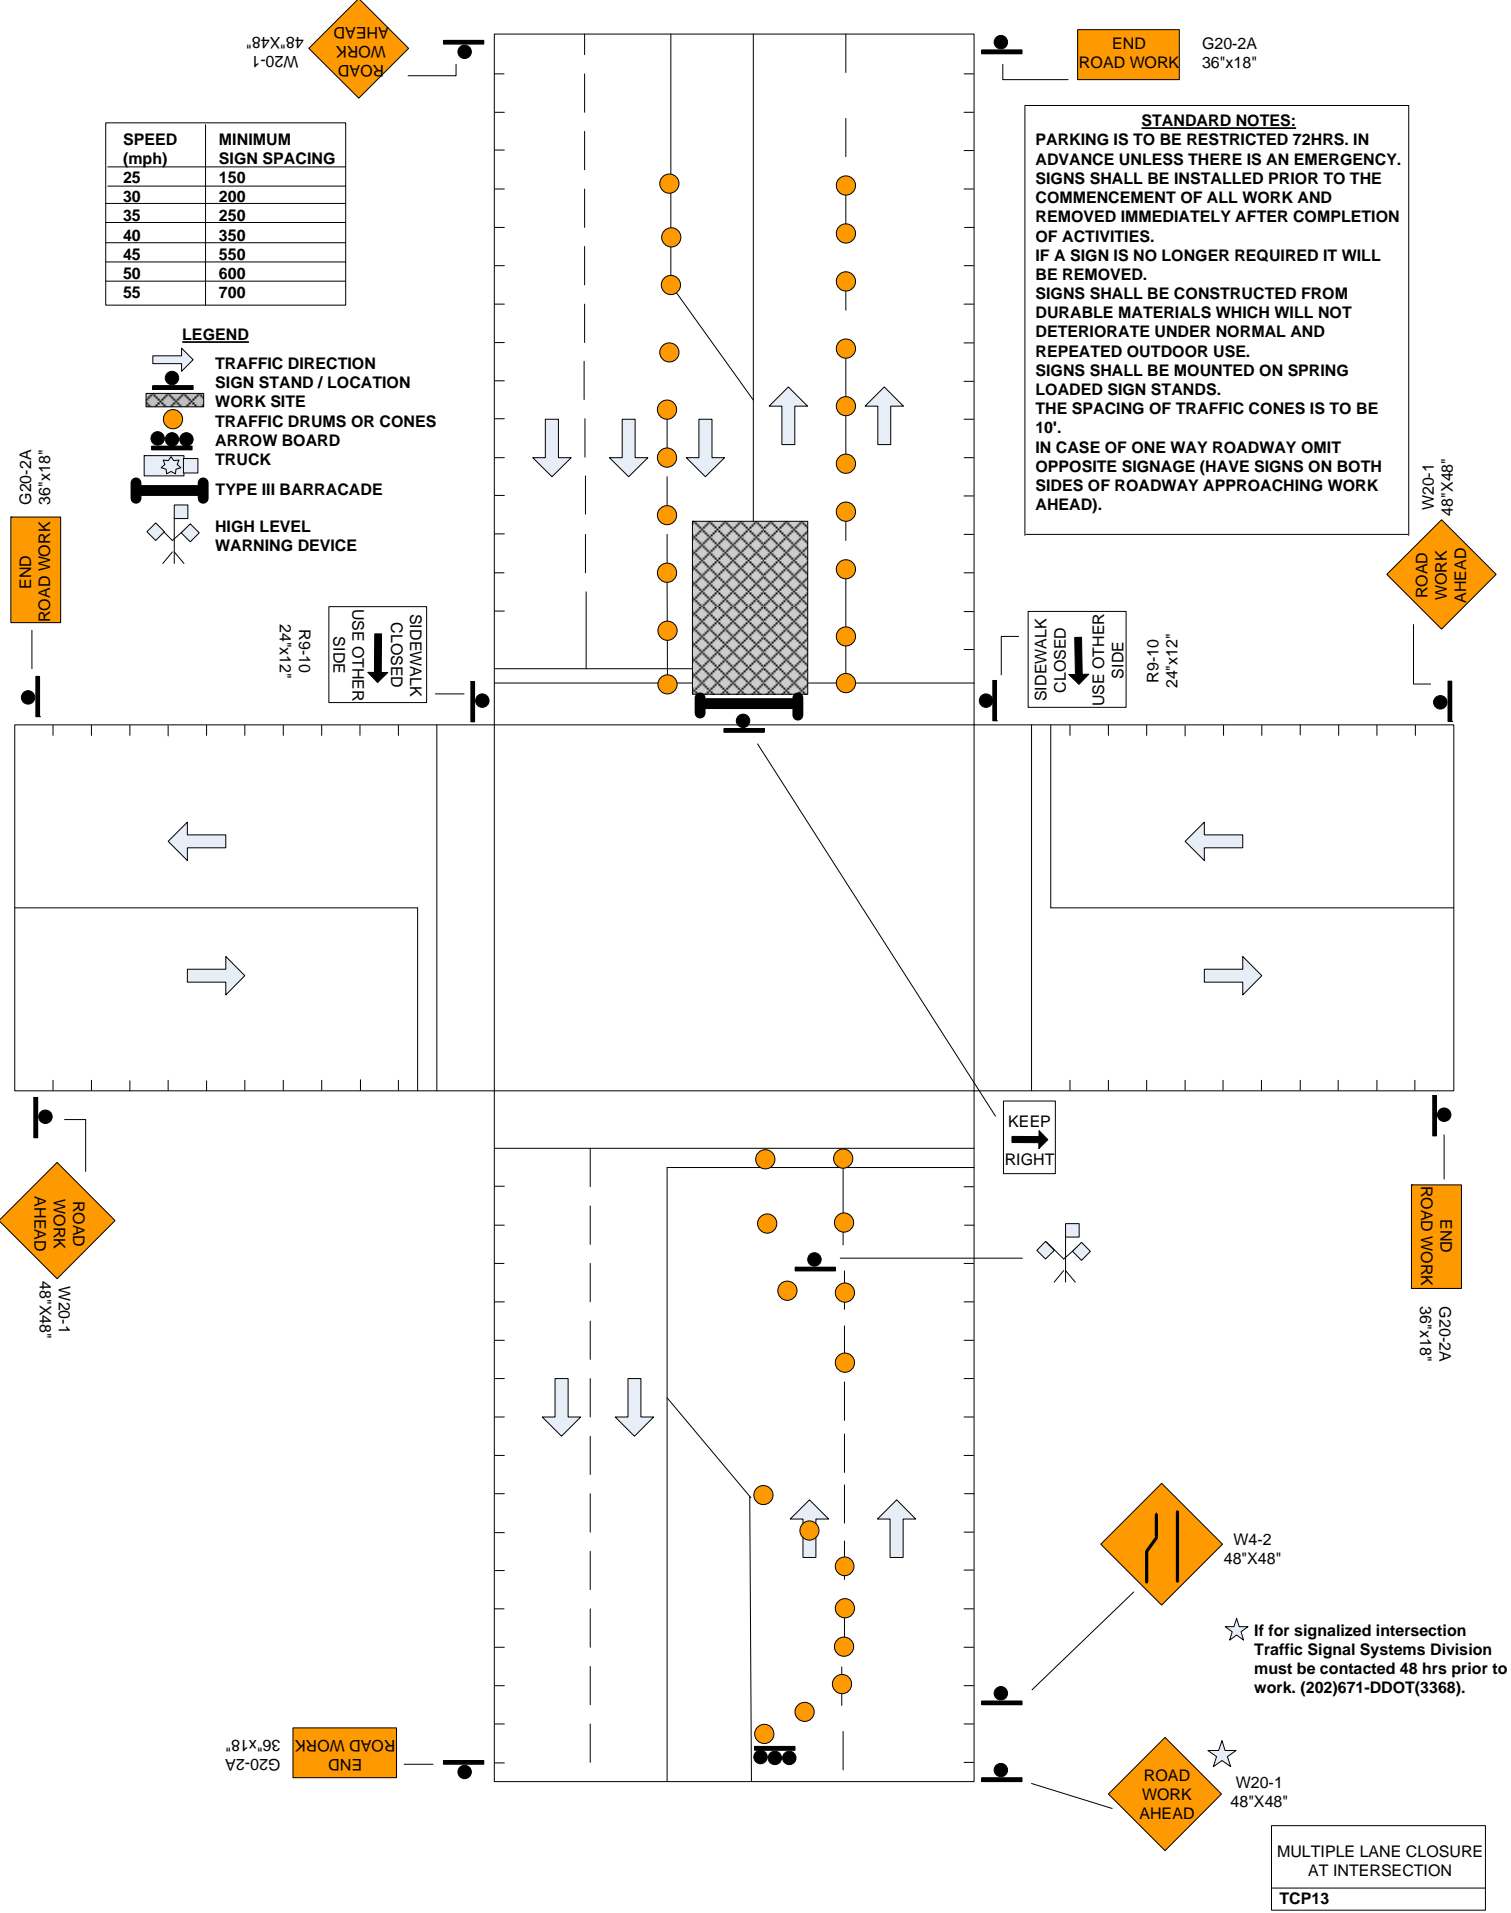 ROAD
WORK
AHEAD
W20-1
48"X48"
END
ROAD WORK
G20-2A
36"x18"
SPEED
(mph)
MINIMUM
SIGN SPACING
25 150
30 200
35 250
40 350
45 550
50 600
55 700
STANDARD NOTES:
PARKING IS TO BE RESTRICTED 72HRS. IN
ADVANCE UNLESS THERE IS AN EMERGENCY.
SIGNS SHALL BE INSTALLED PRIOR TO THE
COMMENCEMENT OF ALL WORK AND
REMOVED IMMEDIATELY AFTER COMPLETION
OF ACTIVITIES.
IF A SIGN IS NO LONGER REQUIRED IT WILL
BE REMOVED.
SIGNS SHALL BE CONSTRUCTED FROM
DURABLE MATERIALS WHICH WILL NOT
DETERIORATE UNDER NORMAL AND
REPEATED OUTDOOR USE.
SIGNS SHALL BE MOUNTED ON SPRING
LOADED SIGN STANDS.
THE SPACING OF TRAFFIC CONES IS TO BE
10'.
IN CASE OF ONE WAY ROADWAY OMIT
OPPOSITE SIGNAGE (HAVE SIGNS ON BOTH
SIDES OF ROADWAY APPROACHING WORK
AHEAD).
LEGEND
TRAFFIC DIRECTION
SIGN STAND / LOCATION
WORK SITE
TRAFFIC DRUMS OR CONES
ARROW BOARD
TRUCK
TYPE III BARRACADE
HIGH LEVEL
WARNING DEVICE
G20-2A
36"x18"
END
ROAD WORK
W20-1
48"X48"
ROAD
WORK
AHEAD
SIDEWALK
CLOSED
USE OTHER
SIDE
R9-10
24"x12"
SIDEWALK
CLOSED
USE OTHER
SIDE
R9-10
24"x12"
KEEP
RIGHT
ROAD
WORK
AHEAD
W20-1
48"X48"
END
ROAD WORK
G20-2A
36"x18"
W4-2
48"X48"
If for signalized intersection
Traffic Signal Systems Division
must be contacted 48 hrs prior to
work. (202)671-DDOT(3368).
END
ROAD WORK
G20-2A
36"x18"
ROAD
WORK
AHEAD
W20-1
48"X48"
MULTIPLE LANE CLOSURE
AT INTERSECTION
TCP13